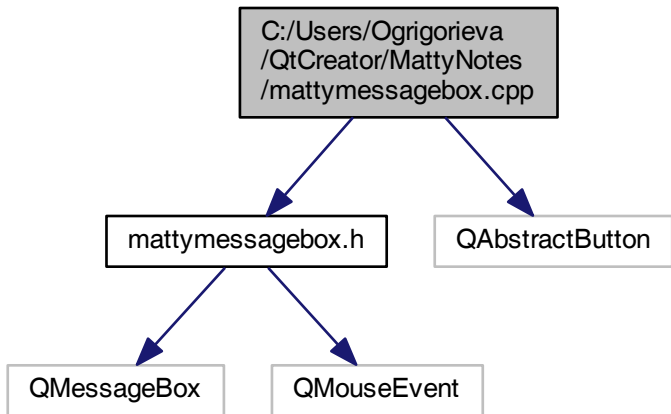 C:/Users/Ogrigorieva
/QtCreator/MattyNotes
/mattymessagebox.cpp
mattymessagebox.h
QAbstractButton
QMessageBox
QMouseEvent